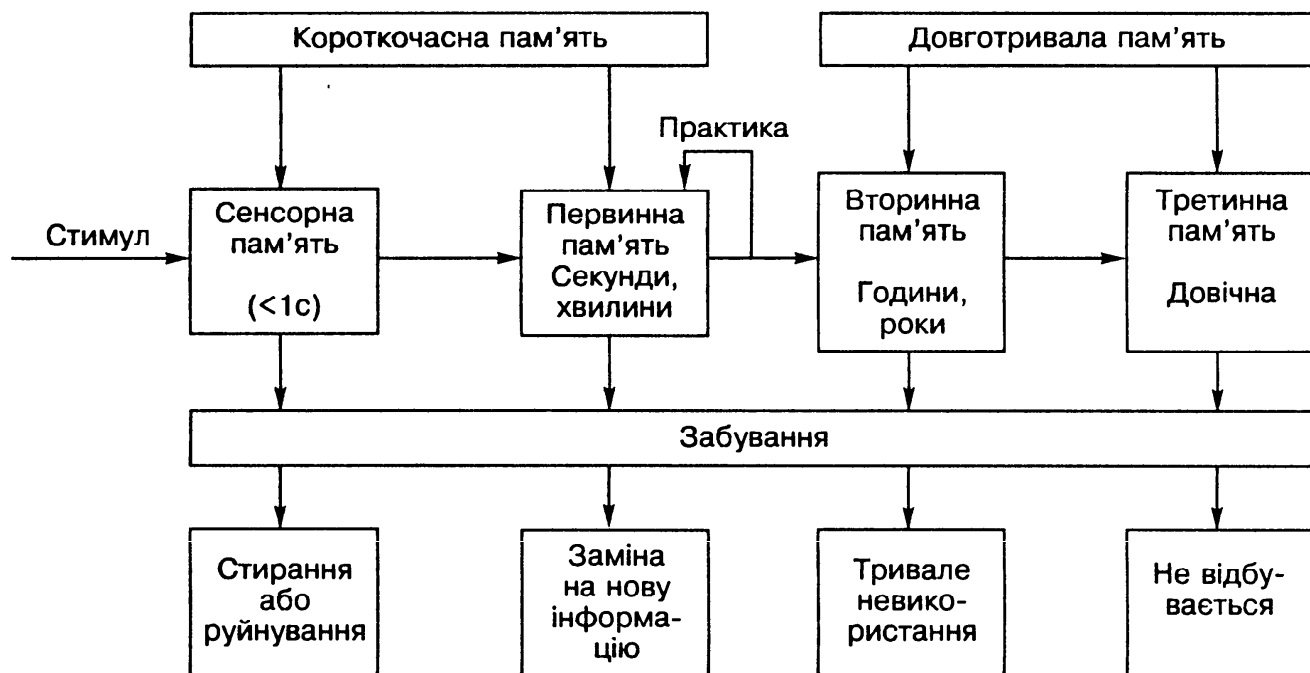 Короткочасна пам’ять
Довготривала пам’ять
Практика
Стимул
Сенсорна
пам’ять
(<1с)
Первинна
пам’ять
Секунди,
хвилини
Вторинна
пам’ять
Години,
роки
Третинна
пам’ять
Довічна
Забування
Стирання
або
руйнування
Заміна
на нову
інформа-
цію
Тривале
невико-
ристання
Не відбу-
вається